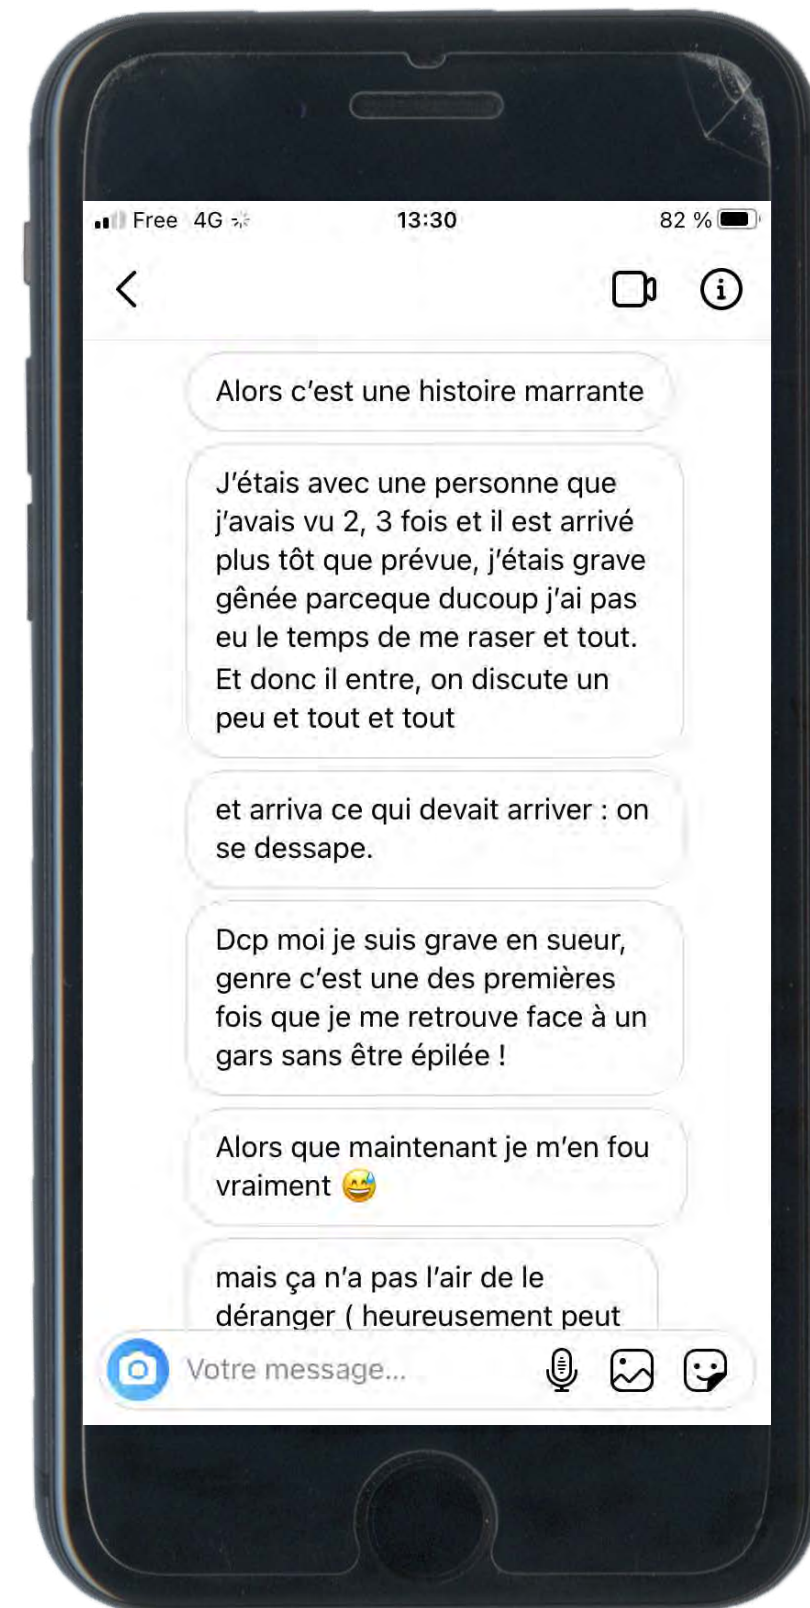 Free 4G 13:30 82 %
Alors c'est une histoire marrante
J'étais avec une personne que
j'avais vu 2, 3 fois et il est arrivé
plus tôt que prévue, j'étais grave
gênée parceque ducoup j'ai pas
eu le temps de me raser et tout.
Et donc il entre, on discute un
peu et tout et tout
et arriva ce qui devait arriver : on
se dessape.
Dcp moi je suis grave en sueur,
genre c'est une des premières
fois que je me retrouve face à un
gars sans être épilée !
Alors que maintenant je m'en fou
vraiment 😅
mais ça n'a pas l'air de le
déranger ( heureusement peut
Votre message...